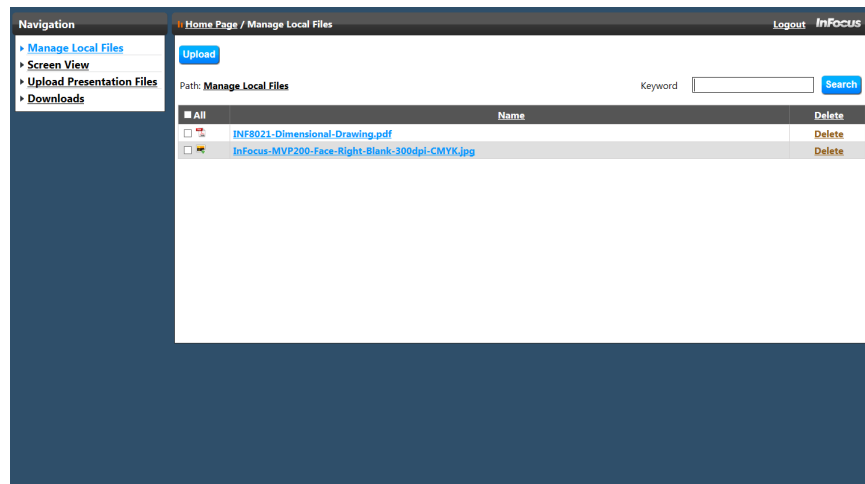 Navigation
Manage Local Files
Screen View
Upload Presentation Files
Downloads
Home Page / Manage Local Files
Logout InFocus
Upload
Path: Manage Local Files
Keyword Search
All Name Delete
INF8021-Dimensional-Drawing.pdf Delete
InFocus-MVP200-Face-Right-Blank-300dpi-CMYK.jpg Delete